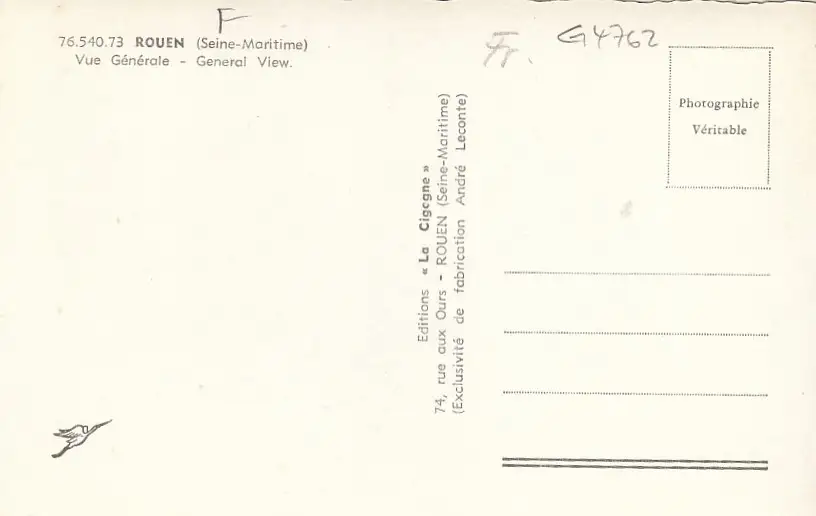 F
76.540.73 ROUEN (Seine-Maritime)
Vue Générale - General View.
Fr.
G4762
Photographie
Véritable
Editions « La Cigogne »
74, rue aux Ours - ROUEN (Seine-Maritime)
(Exclusivité de fabrication André Leconte)